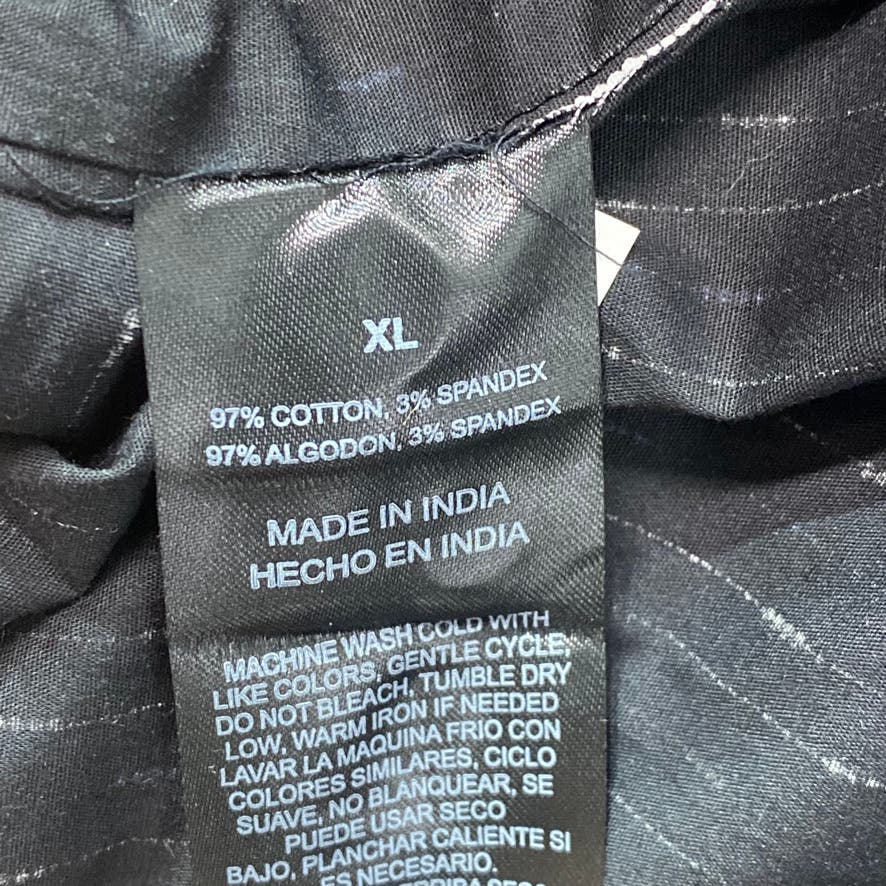 XL
97% COTTON, 3% SPANDEX
97% ALGODON, 3% SPANDEX
MADE IN INDIA
HECHO EN INDIA
MACHINE WASH COLD WITH
LIKE COLORS, GENTLE CYCLE,
DO NOT BLEACH, TUMBLE DRY
LOW, WARM IRON IF NEEDED
LAVAR LA MAQUINA FRIO CON
COLORES SIMILARES, CICLO
SUAVE, NO BLANQUEAR, SE
PUEDE USAR SECO
BAJO, PLANCHAR CALIENTE SI
ES NECESARIO.